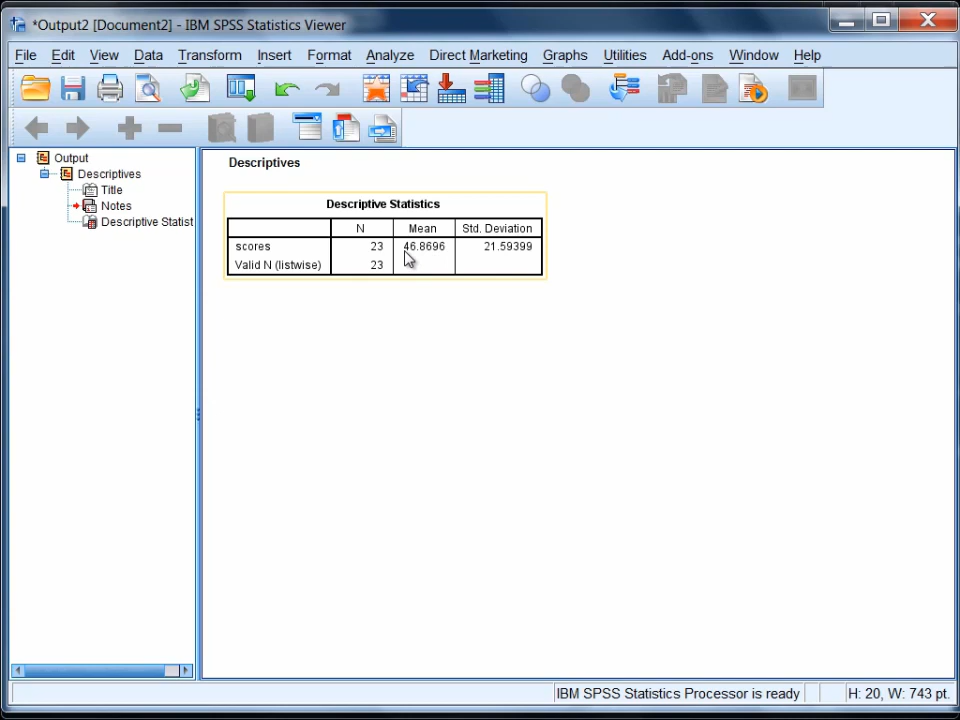 *Output2 [Document2] - IBM SPSS Statistics Viewer
File Edit View Data Transform Insert Format Analyze Direct Marketing Graphs Utilities Add-ons Window Help
Output
Descriptives
Title
Notes
Descriptive Statist
Descriptives
Descriptive Statistics
N Mean Std. Deviation
scores 23 46.8696 21.59399
Valid N (listwise) 23
IBM SPSS Statistics Processor is ready H: 20, W: 743 pt.